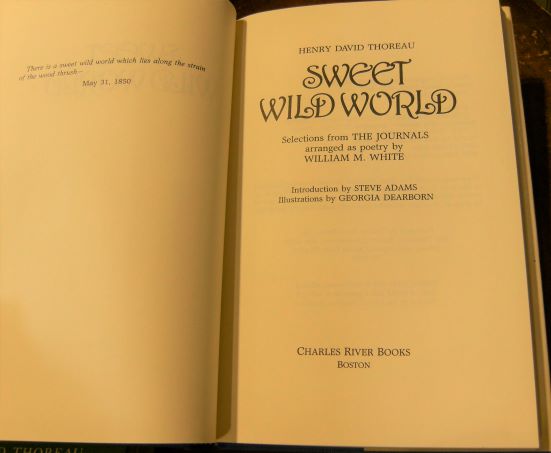 There is a sweet wild world which lies along the strain
of the wood thrush—
May 31, 1850
HENRY DAVID THOREAU
SWEET
WILD WORLD
Selections from THE JOURNALS
arranged as poetry by
WILLIAM M. WHITE
Introduction by STEVE ADAMS
Illustrations by GEORGIA DEARBORN
CHARLES RIVER BOOKS
BOSTON
D THOREAU